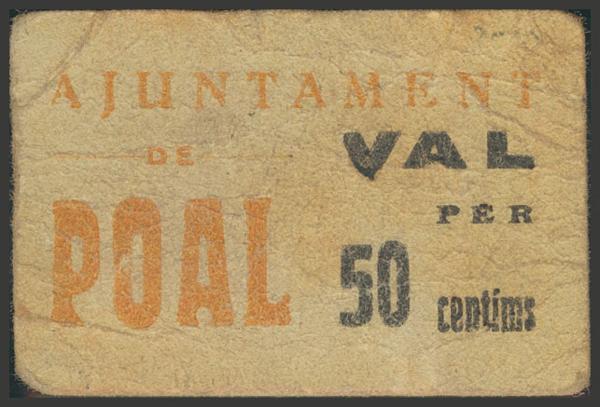 AJUNTAMENT
DE
POAL
VAL
PER
50 centims